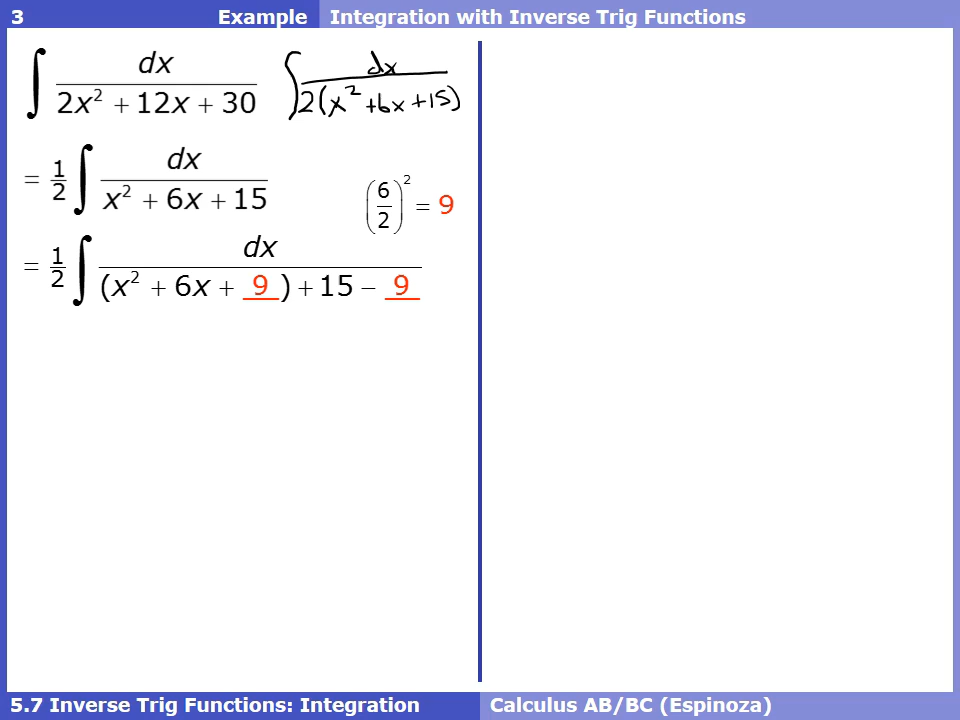 3 Example Integration with Inverse Trig Functions
∫ dx / (2x² + 12x + 30) ∫ dx / (2(x² + 6x + 15))
= 1/2 ∫ dx / (x² + 6x + 15)
(6/2)² = 9
= 1/2 ∫ dx / ((x² + 6x + 9) + 15 − 9)
5.7 Inverse Trig Functions: Integration Calculus AB/BC (Espinoza)